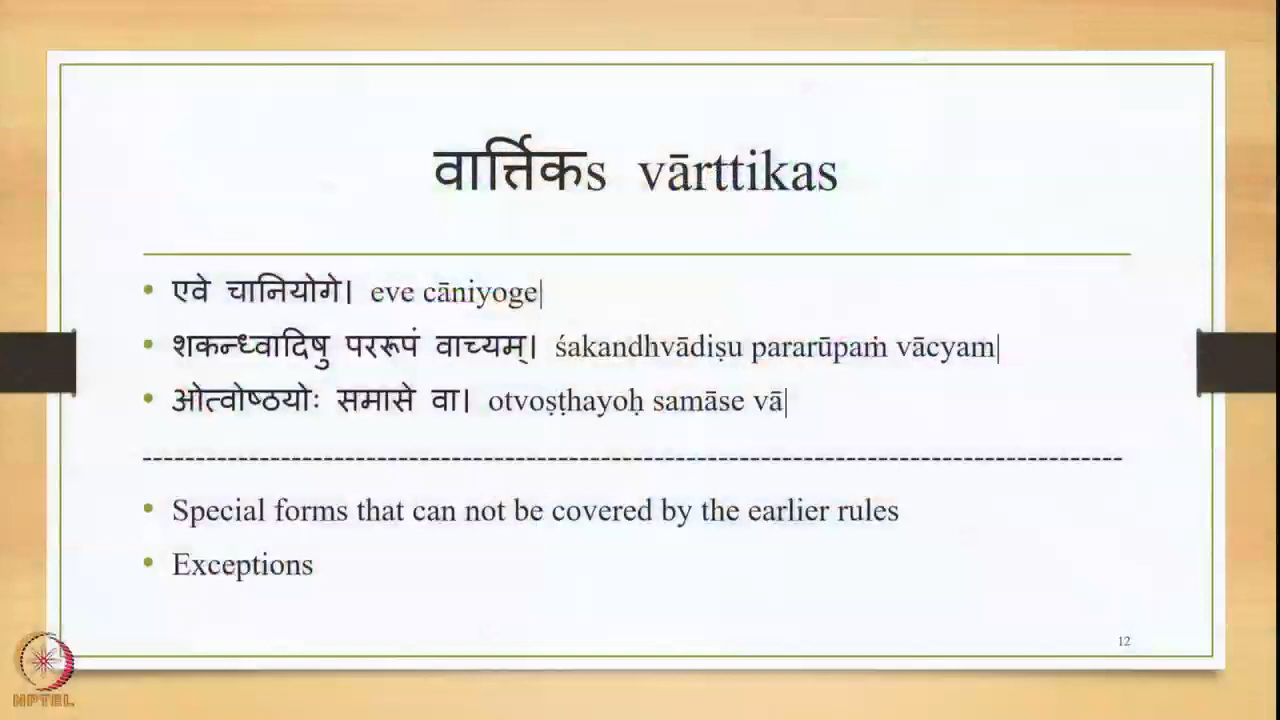 वार्त्तिकs vārttikas
• एवे चानियोगे। eve cāniyoge|
• शकन्ध्वादिषु पररूपं वाच्यम्। śakandhvādiṣu pararūpaṁ vācyam|
• ओत्वोष्ठयोः समासे वा। otvoṣṭhayoḥ samāse vā|
--------------------------------------------------------------------------------------------
• Special forms that can not be covered by the earlier rules
• Exceptions
12
NPTEL